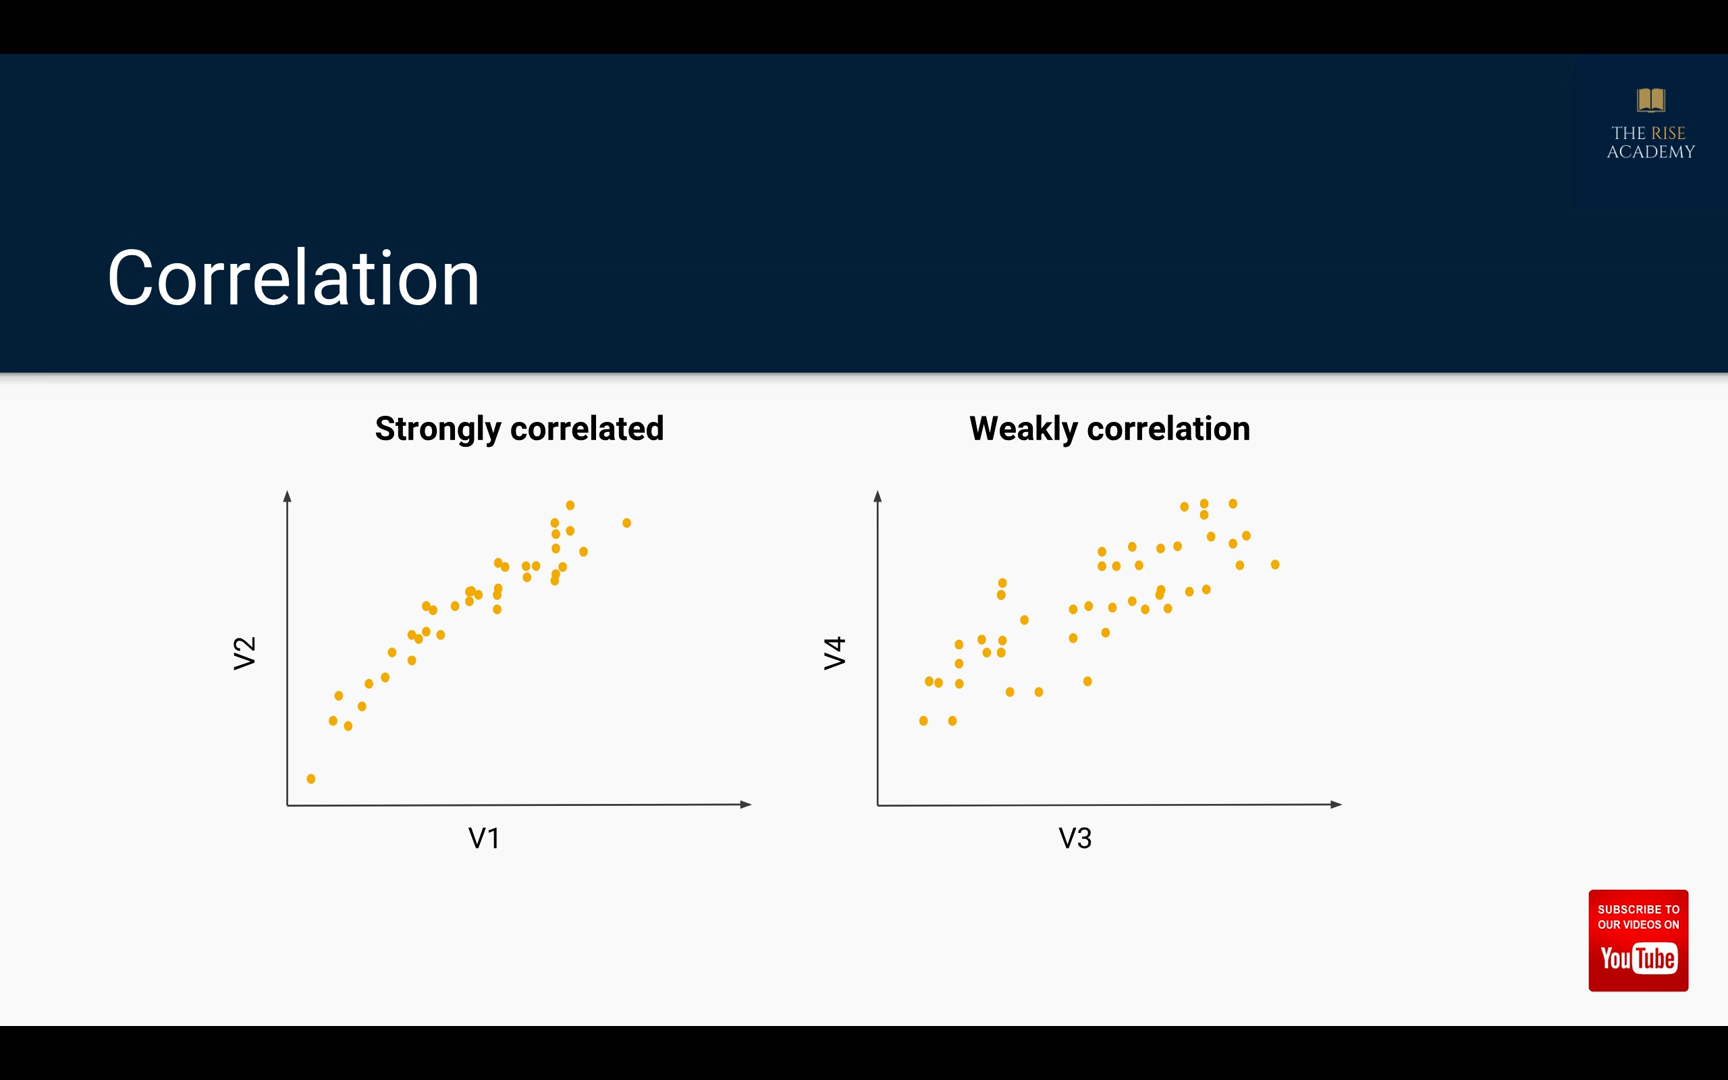 THE RISE
ACADEMY
Correlation
Strongly correlated
Weakly correlation
V2
V1
V4
V3
SUBSCRIBE TO
OUR VIDEOS ON
YouTube